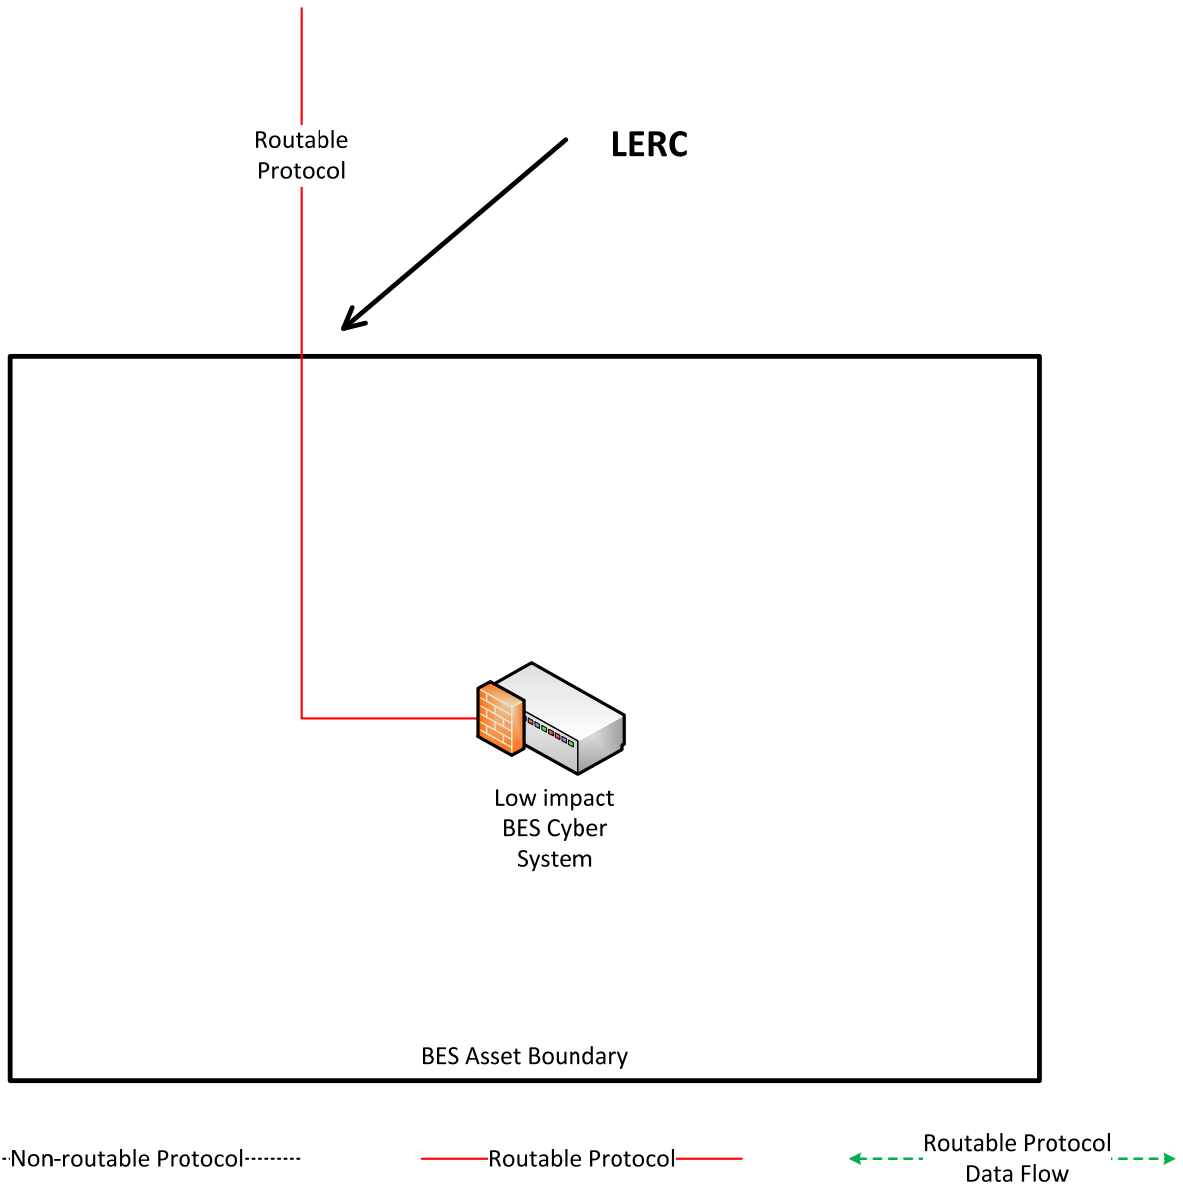 Routable
Protocol
LERC
Low impact
BES Cyber
System
BES Asset Boundary
Non-routable Protocol
Routable Protocol
Routable Protocol
Data Flow